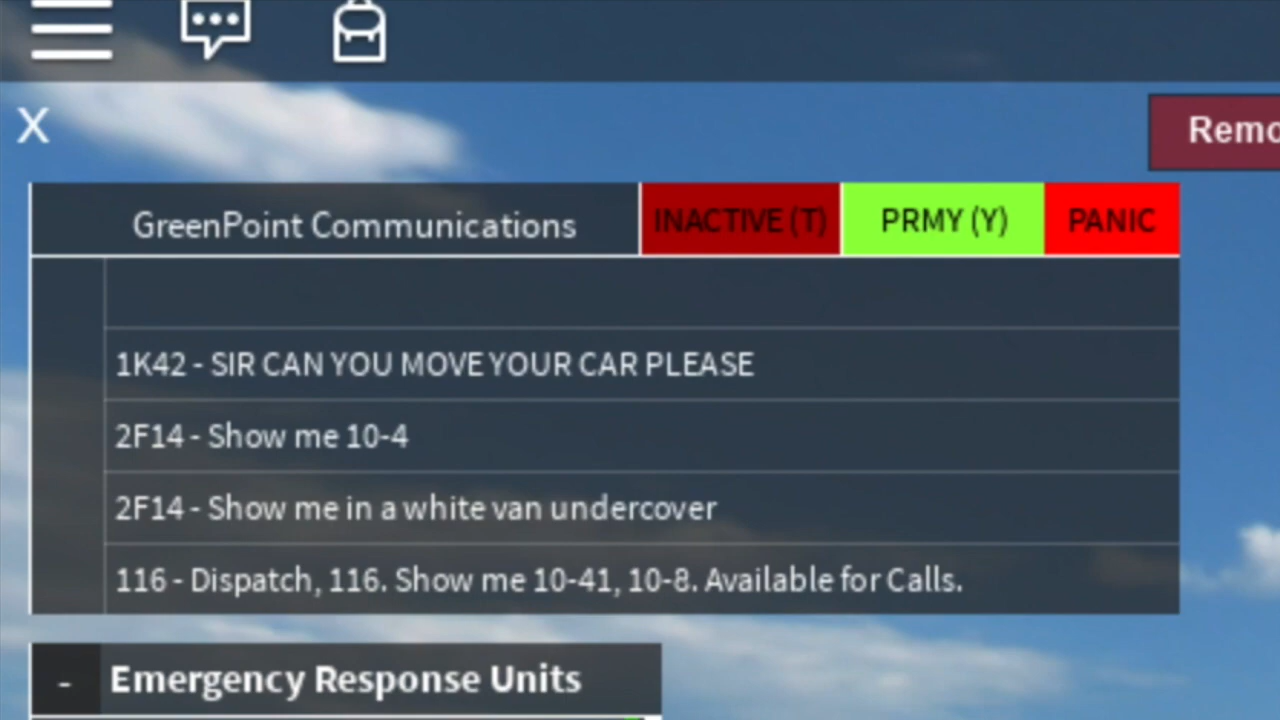 X
Remo
GreenPoint Communications INACTIVE (T) PRMY (Y) PANIC
1K42 - SIR CAN YOU MOVE YOUR CAR PLEASE
2F14 - Show me 10-4
2F14 - Show me in a white van undercover
116 - Dispatch, 116. Show me 10-41, 10-8. Available for Calls.
- Emergency Response Units